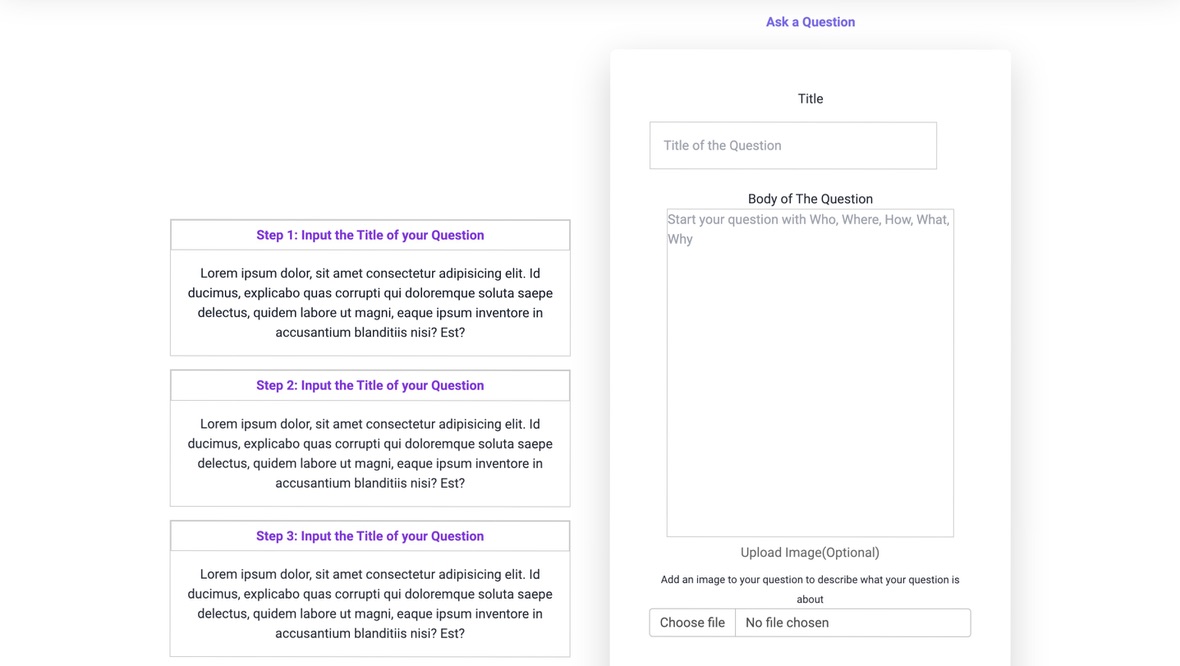 Ask a Question
Title
Title of the Question
Body of The Question
Start your question with Who, Where, How, What,
Why
Upload Image(Optional)
Add an image to your question to describe what your question is
about
Choose file
No file chosen
Step 1: Input the Title of your Question
Lorem ipsum dolor, sit amet consectetur adipisicing elit. Id
ducimus, explicabo quas corrupti qui doloremque soluta saepe
delectus, quidem labore ut magni, eaque ipsum inventore in
accusantium blanditiis nisi? Est?
Step 2: Input the Title of your Question
Lorem ipsum dolor, sit amet consectetur adipisicing elit. Id
ducimus, explicabo quas corrupti qui doloremque soluta saepe
delectus, quidem labore ut magni, eaque ipsum inventore in
accusantium blanditiis nisi? Est?
Step 3: Input the Title of your Question
Lorem ipsum dolor, sit amet consectetur adipisicing elit. Id
ducimus, explicabo quas corrupti qui doloremque soluta saepe
delectus, quidem labore ut magni, eaque ipsum inventore in
accusantium blanditiis nisi? Est?